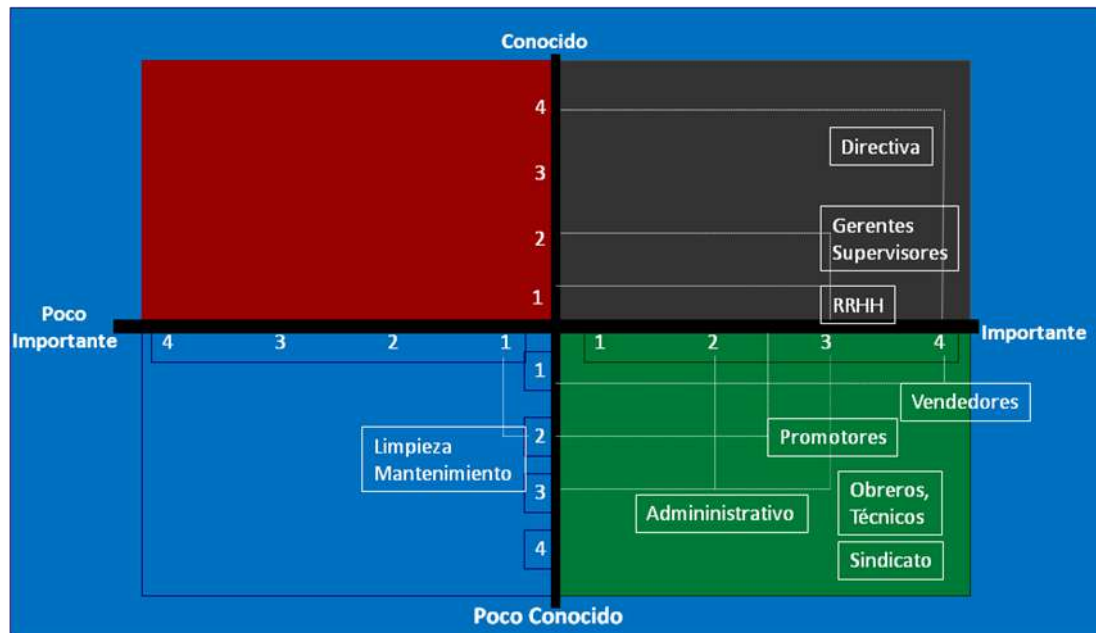 Conocido
4
Directiva
3
2
Gerentes
Supervisores
1
RRHH
Poco
Importante
Importante
4 3 2 1 1 2 3 4
1
Vendedores
2
Promotores
Limpieza
Mantenimiento
3
Admininistrativo
Obreros,
Técnicos
4
Sindicato
Poco Conocido